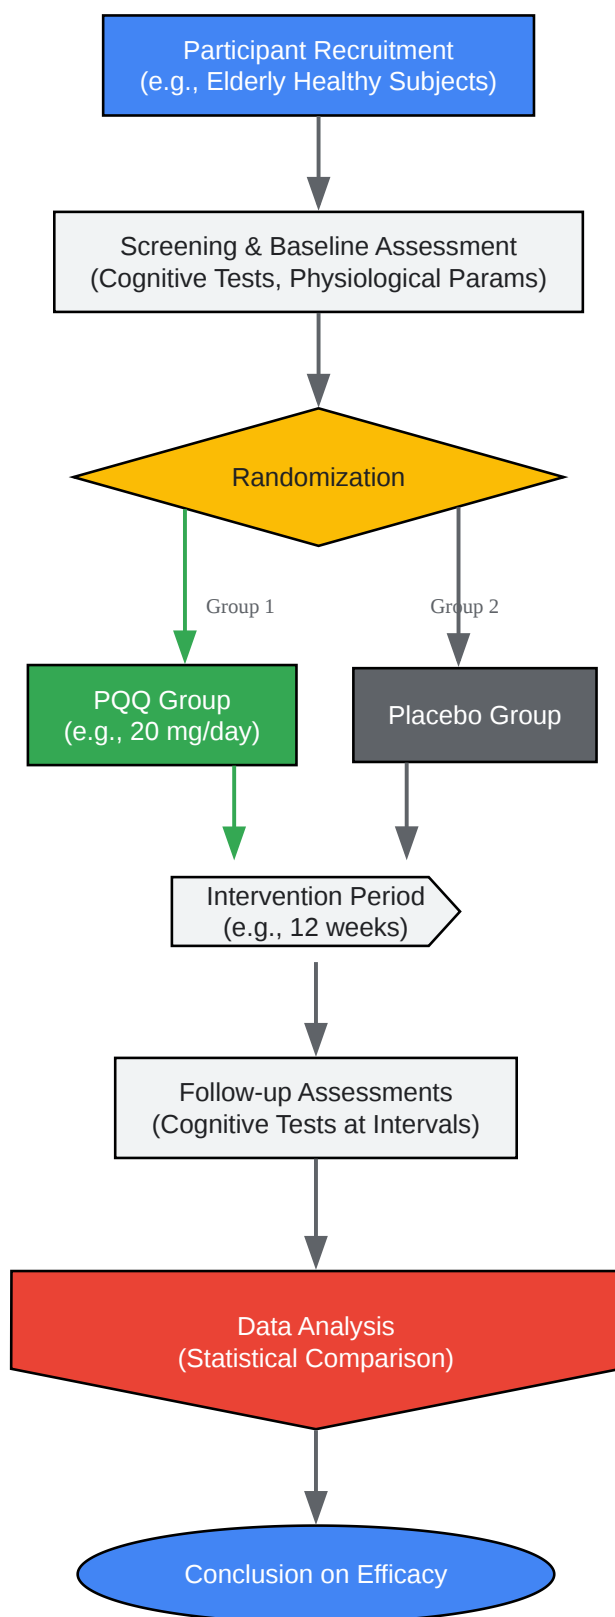 Participant Recruitment
(e.g., Elderly Healthy Subjects)
Screening & Baseline Assessment
(Cognitive Tests, Physiological Params)
Randomization
Group 1
Group 2
PQQ Group
(e.g., 20 mg/day)
Placebo Group
Intervention Period
(e.g., 12 weeks)
Follow-up Assessments
(Cognitive Tests at Intervals)
Data Analysis
(Statistical Comparison)
Conclusion on Efficacy